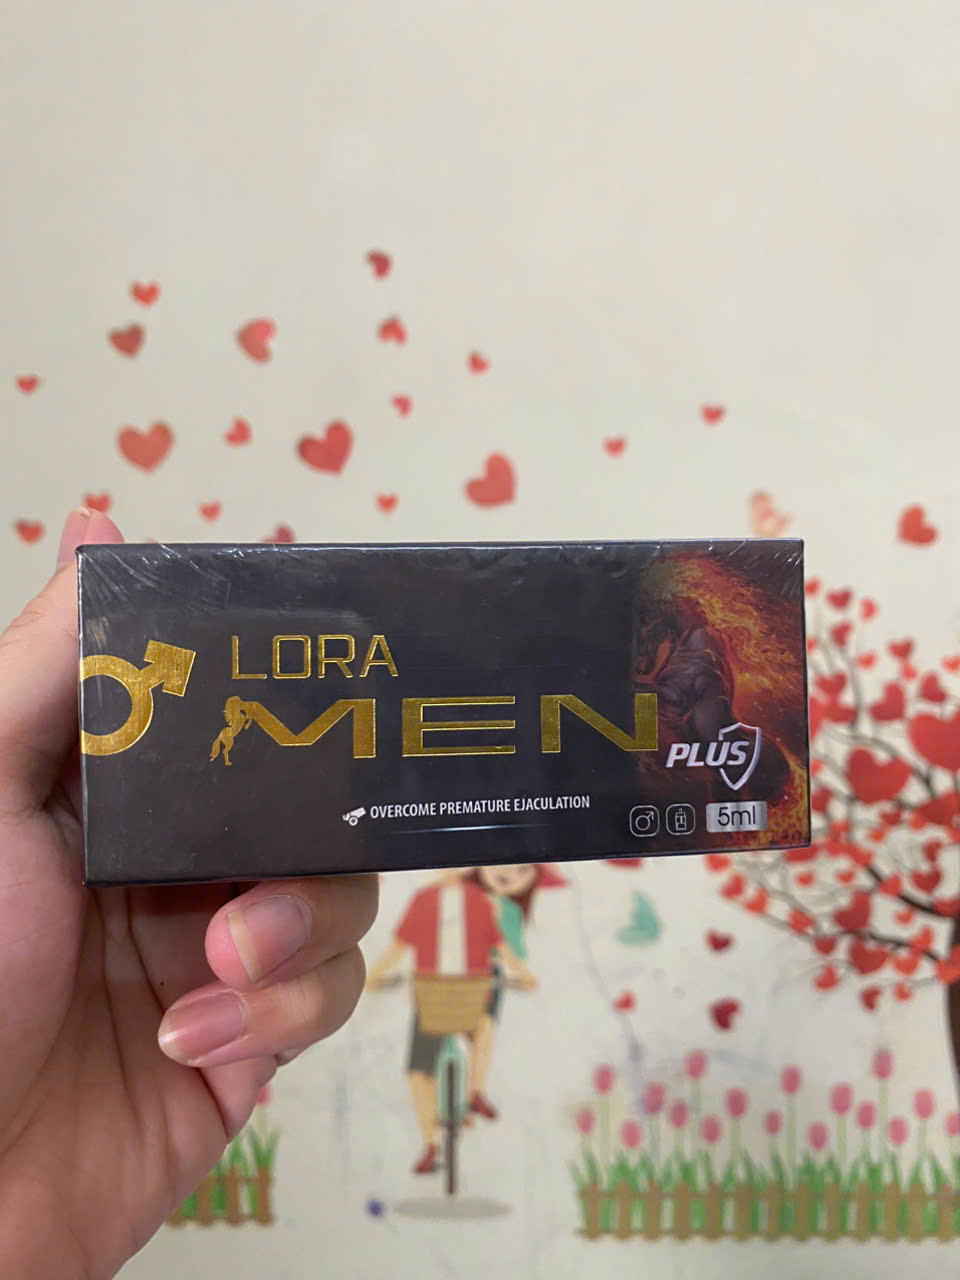 LORA
MEN
PLUS
OVERCOME PREMATURE EJACULATION
5ml